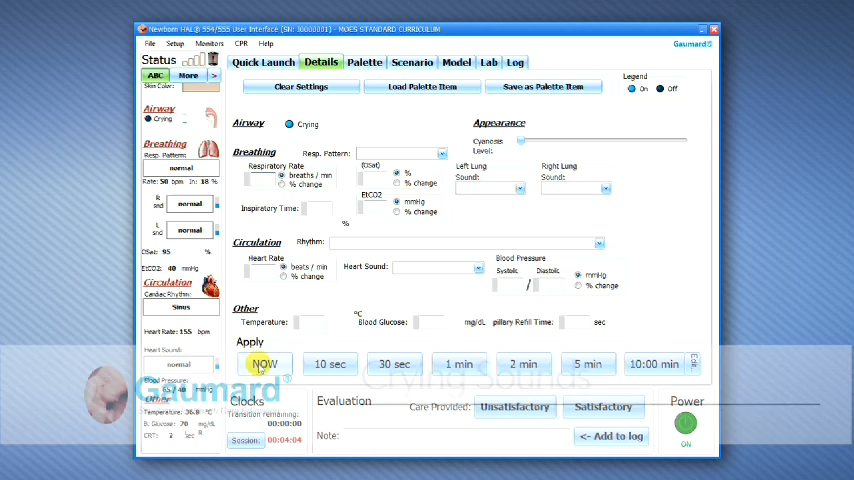 Newborn HAL® S54/S55 User Interface (SN: J0000001) - MOES STANDARD CURRICULUM
File Setup Monitors CPR Help
Gaumard®
Status
Quick Launch Details Palette Scenario Model Lab Log
ABC More >
Skin Color:
Clear Settings Load Palette Item Save as Palette Item
Legend
On Off
Airway
Crying
Airway Crying
Appearance
Cyanosis
Level:
Breathing
Resp. Pattern:
normal
Rate: 50 bpm In: 18 %
R
snd normal
L
snd normal
OSat: 95 %
EtCO2: 40 mmHg
Breathing Resp. Pattern:
Respiratory Rate
breaths / min
% change
OSat
%
% change
Left Lung
Sound:
Right Lung
Sound:
EtCO2
mmHg
% change
Inspiratory Time:
%
Circulation
Cardiac Rhythm:
Sinus
Heart Rate: 155 bpm
Heart Sound:
normal
Blood Pressure:
65 / 40 mmHg
Circulation Rhythm:
Heart Rate
beats / min
% change
Heart Sound:
Blood Pressure
Systolic Diastolic
/
mmHg
% change
Other
Temperature: °C
Blood Glucose: mg/dL
pillary Refill Time: sec
Apply
NOW 10 sec 30 sec 1 min 2 min 5 min 10:00 min Edit
Crying Sounds
Gaumard®
Other
Temperature: 36.8 °C
B. Glucose: 70 mg/dL
CRT: 2 sec
Clocks
Transition remaining:
00:00:00
Session: 00:04:04
Evaluation
Care Provided: Unsatisfactory Satisfactory
Note: <- Add to log
Power
ON